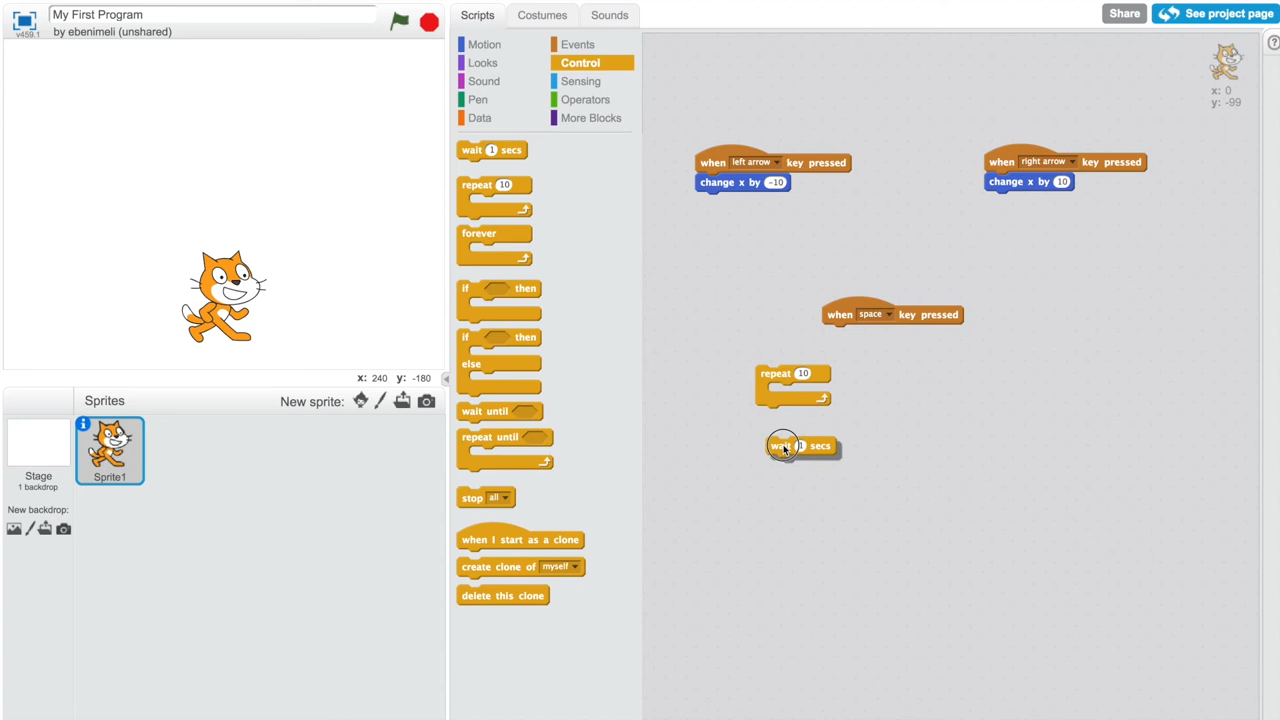 My First Program
by ebenimeli (unshared)
v459.1
Scripts
Costumes
Sounds
Share
See project page
?
Motion
Looks
Sound
Pen
Data
Events
Control
Sensing
Operators
More Blocks
wait 1 secs
repeat 10
forever
if then
if then
else
wait until
repeat until
stop all
when I start as a clone
create clone of myself
delete this clone
x: 0
y: -99
when left arrow key pressed
change x by -10
when right arrow key pressed
change x by 10
when space key pressed
repeat 10
wait 1 secs
x: 240 y: -180
Sprites
New sprite:
Stage
1 backdrop
New backdrop:
i
Sprite1